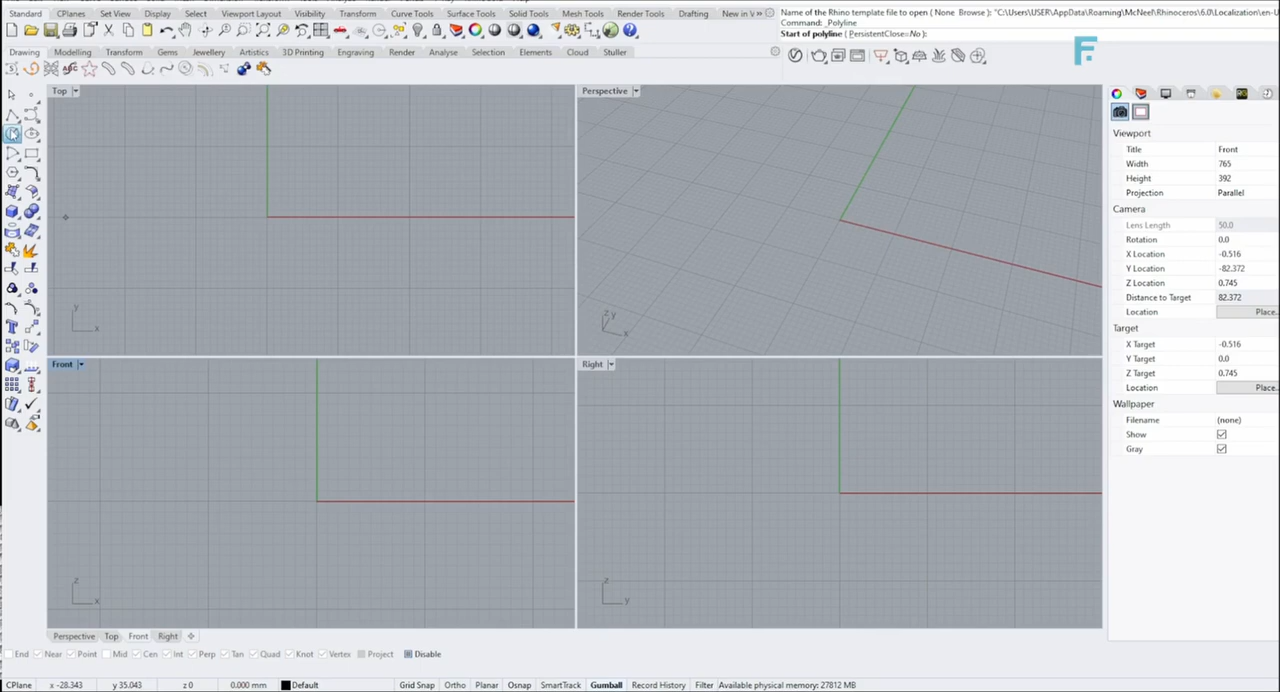 Standard CPlanes Set View Display Select Viewport Layout Visibility Transform Curve Tools Surface Tools Solid Tools Mesh Tools Render Tools Drafting New in V »
Name of the Rhino template file to open ( None Browse ): "C:\Users\USER\AppData\Roaming\McNeel\Rhinoceros\6.0\Localization\en-U
Command: _Polyline
Start of polyline ( PersistentClose=No ):
F.
Drawing Modelling Transform Gems Jewellery Artists 3D Printing Engraving Render Analyse Selection Elements Cloud Stuller
Top
Perspective
y
x
z y
x
Front
Right
z
x
z
y
Viewport
Title Front
Width 765
Height 392
Projection Parallel
Camera
Lens Length 50.0
Rotation 0.0
X Location -0.516
Y Location -82.372
Z Location 0.745
Distance to Target 82.372
Location Place..
Target
X Target -0.516
Y Target 0.0
Z Target 0.745
Location Place..
Wallpaper
Filename (none)
Show
Gray
Perspective Top Front Right
End Near Point Mid Cen Int Perp Tan Quad Knot Vertex Project Disable
CPlane x -28.343 y 35.043 z 0 0.000 mm Default Grid Snap Ortho Planar Osnap SmartTrack Gumball Record History Filter Available physical memory: 27812 MB